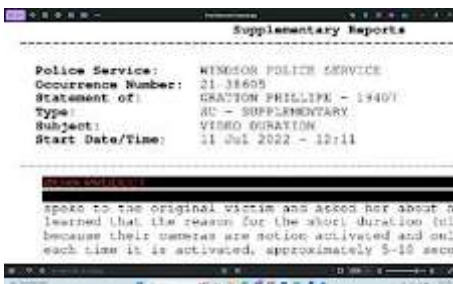 Supplementary Reports
Police Service: WINDSOR POLICE SERVICE
Occurrence Number: 21-38605
Statement of: GRATTON PHILLIPE - 19407
Type: SC - SUPPLEMENTARY
Subject: VIDEO DURATION
Start Date/Time: 11 Jul 2022 - 12:11
spoke to the original victim and asked her about
learned that the reason for the short duration
because their cameras are motion activated and
each time it is activated, approximately 5-10